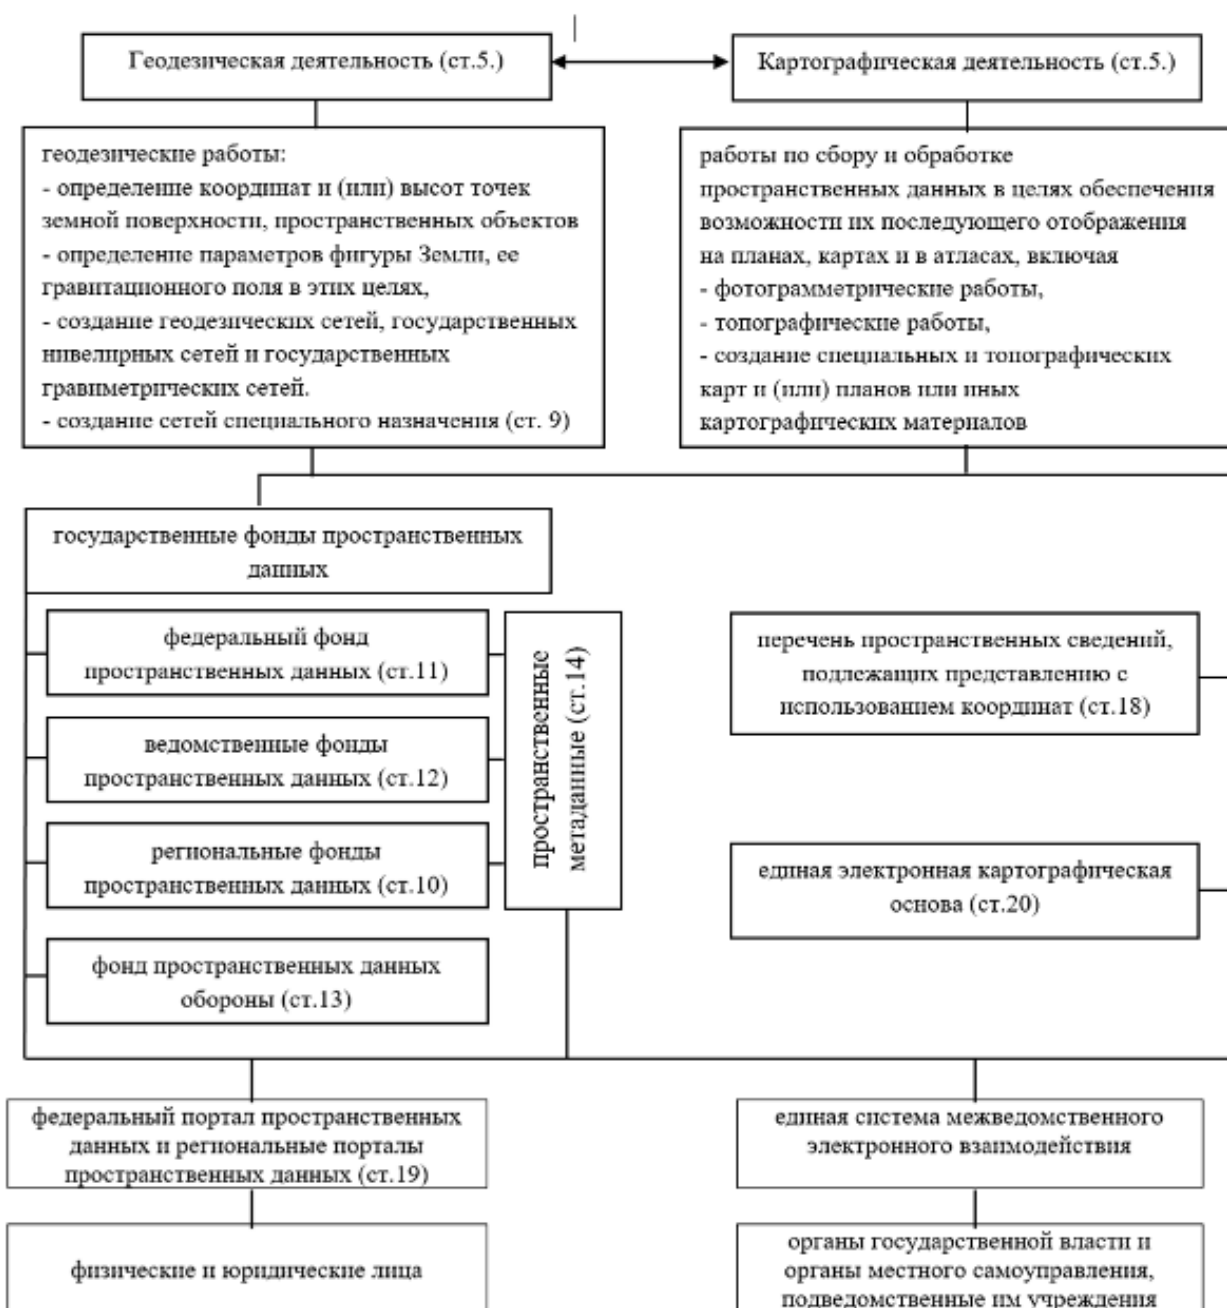 Геодезическая деятельность (ст.5.)
Картографическая деятельность (ст.5.)
геодезические работы:
- определение координат и (или) высот точек
земной поверхности, пространственных объектов
- определение параметров фигуры Земли, ее
гравитационного поля в этих целях,
- создание геодезических сетей, государственных
нивелирных сетей и государственных
гравиметрических сетей.
- создание сетей специального назначения (ст. 9)
работы по сбору и обработке
пространственных данных в целях обеспечения
возможности их последующего отображения
на планах, картах и в атласах, включая
- фотограмметрические работы,
- топографические работы,
- создание специальных и топографических
карт и (или) планов или иных
картографических материалов
государственные фонды пространственных
данных
федеральный фонд
пространственных данных (ст.11)
ведомственные фонды
пространственных данных (ст.12)
региональные фонды
пространственных данных (ст.10)
фонд пространственных данных
обороны (ст.13)
пространственные
метаданные (ст.14)
перечень пространственных сведений,
подлежащих представлению с
использованием координат (ст.18)
единая электронная картографическая
основа (ст.20)
федеральный портал пространственных
данных и региональные порталы
пространственных данных (ст.19)
единая система межведомственного
электронного взаимодействия
физические и юридические лица
органы государственной власти и
органы местного самоуправления,
подведомственные им учреждения